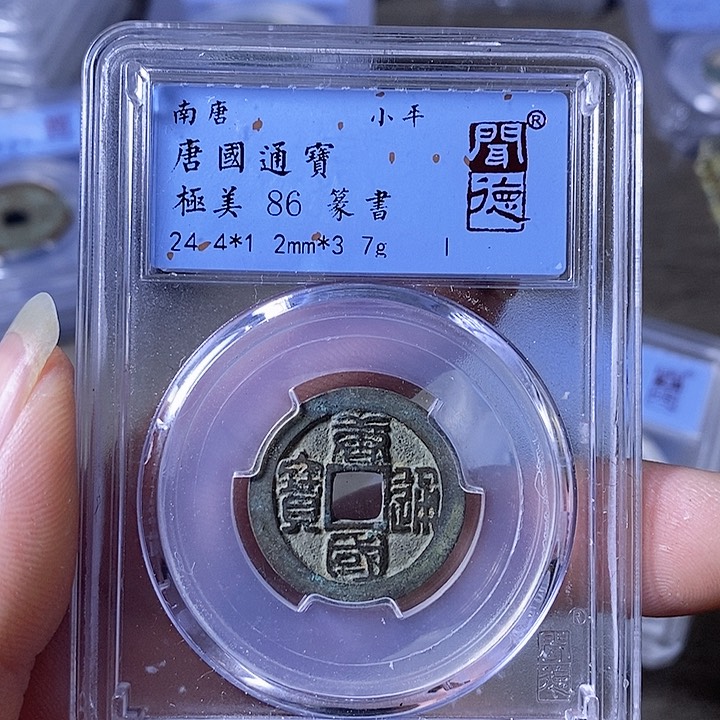 南唐 小平
唐國通寶
極美 86 篆書
24.4*1.2mm*3.7g
聞德®
唐國通寶